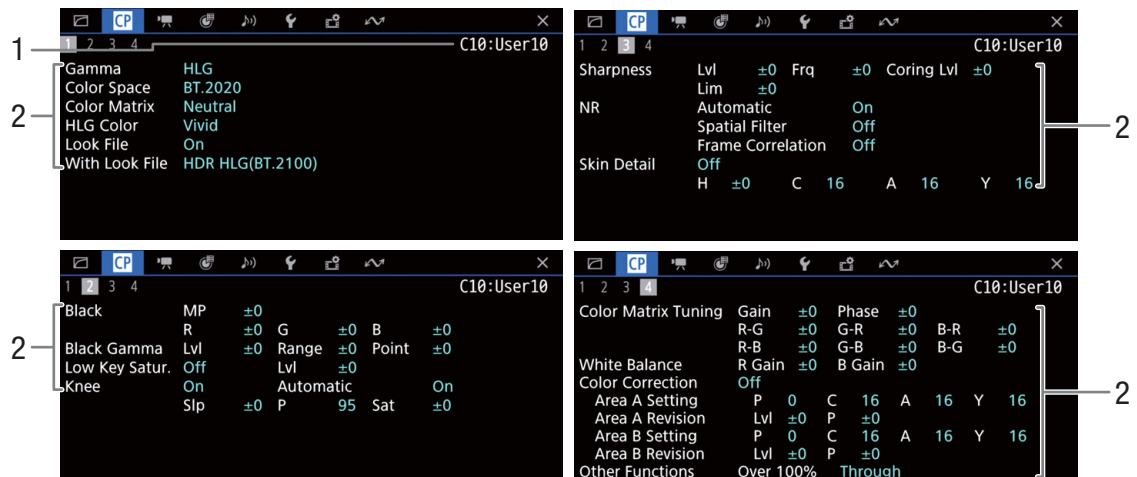 CP
1 2 3 4 C10:User10
1
Gamma HLG
Color Space BT.2020
Color Matrix Neutral
HLG Color Vivid
Look File On
With Look File HDR HLG(BT.2100)
2
CP
1 2 3 4 C10:User10
Sharpness Lvl ±0 Frq ±0 Coring Lvl ±0
Lim ±0
NR Automatic On
Spatial Filter Off
Frame Correlation Off
Skin Detail Off
H ±0 C 16 A 16 Y 16
2
CP
1 2 3 4 C10:User10
Black MP ±0
R ±0 G ±0 B ±0
Black Gamma Lvl ±0 Range ±0 Point ±0
Low Key Satur. Off Lvl ±0
Knee On Automatic On
Slp ±0 P 95 Sat ±0
2
CP
1 2 3 4 C10:User10
Color Matrix Tuning Gain ±0 Phase ±0
R-G ±0 G-R ±0 B-R ±0
R-B ±0 G-B ±0 B-G ±0
White Balance R Gain ±0 B Gain ±0
Color Correction Off
Area A Setting P 0 C 16 A 16 Y 16
Area A Revision Lvl ±0 P ±0
Area B Setting P 0 C 16 A 16 Y 16
Area B Revision Lvl ±0 P ±0
Other Functions Over 100% Through
2